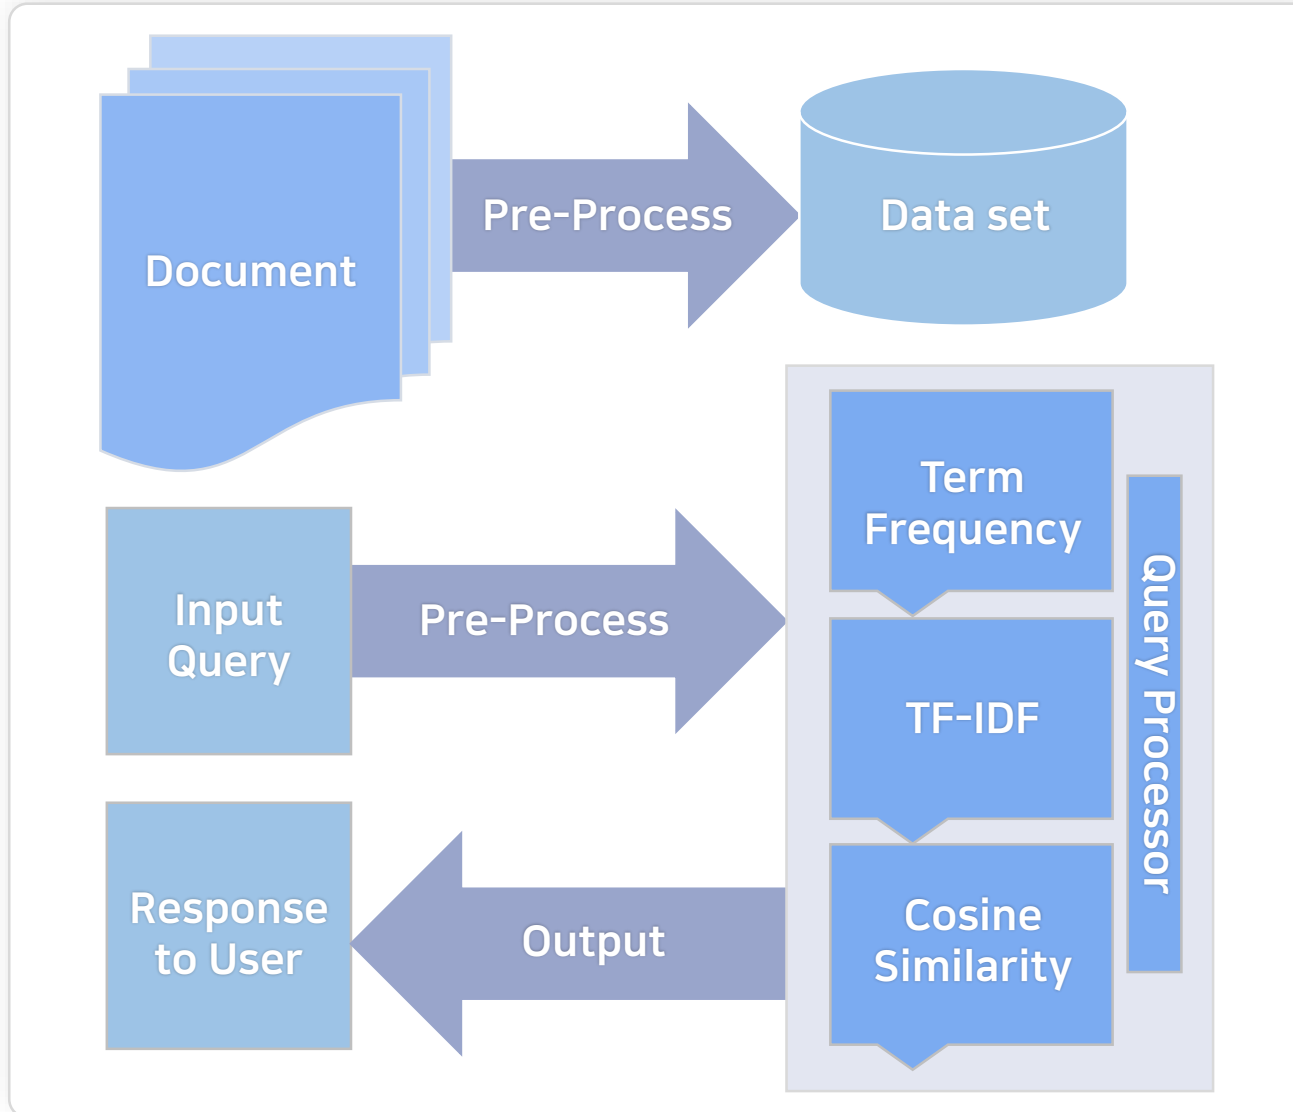 Document
Pre-Process
Data set
Input
Query
Pre-Process
Term
Frequency
TF-IDF
Cosine
Similarity
Query Processor
Output
Response
to User